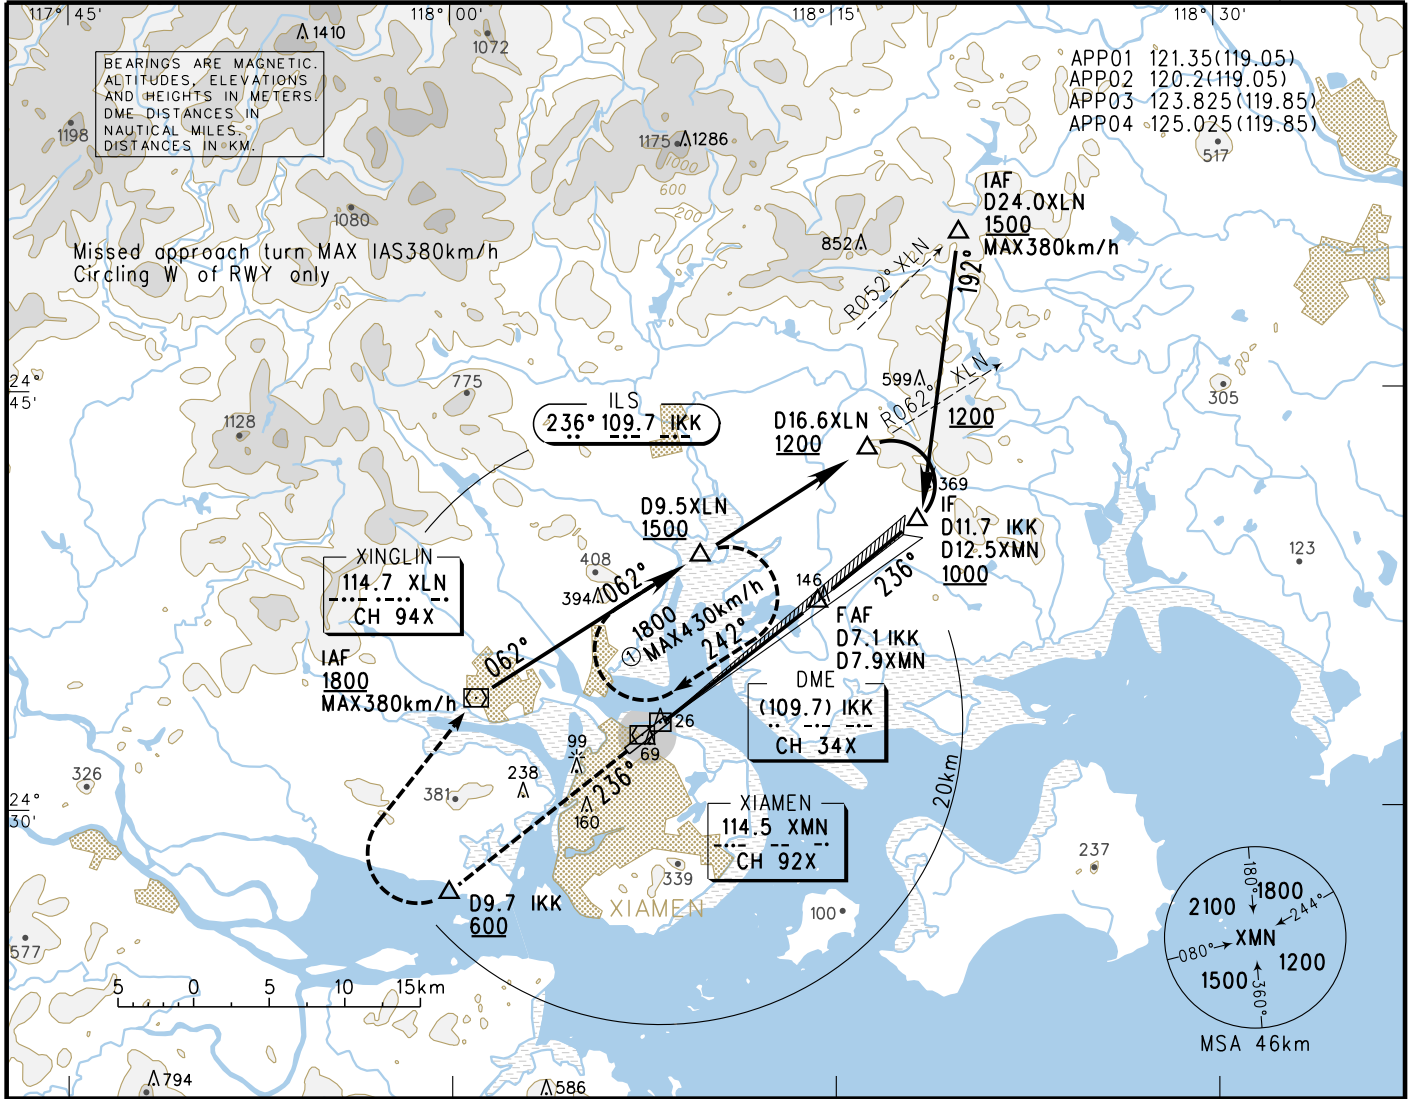 117° 45'
118° 00'
118° 15'
118° 30'
1410
1072
BEARINGS ARE MAGNETIC.
ALTITUDES, ELEVATIONS
AND HEIGHTS IN METERS.
DME DISTANCES IN
NAUTICAL MILES.
DISTANCES IN KM.
APP01 121.35(119.05)
APP02 120.2(119.05)
APP03 123.825(119.85)
APP04 125.025(119.85)
1198
1175
1286
1000
600
200
517
IAF
D24.0XLN
1500
MAX380km/h
1080
852
R052° XLN
192°
Missed approach turn MAX IAS380km/h
Circling W of RWY only
24°
45'
775
599
R062° XLN
305
1128
ILS
236° 109.7 IKK
D16.6XLN
1200
1200
369
D9.5XLN
1500
IF
D11.7 IKK
D12.5XMN
1000
XINGLIN
114.7 XLN
CH 94X
408
394
062°
146
236°
123
1800
① MAX430km/h
242°
FAF
D7.1 IKK
D7.9XMN
IAF
1800
MAX380km/h
062°
DME
(109.7) IKK
CH 34X
26
69
99
236°
238
160
326
381
20km
24°
30'
XIAMEN
114.5 XMN
CH 92X
237
339
XIAMEN
100
D9.7 IKK
600
577
180°
1800
2100
244°
XMN
080°
1200
1500
360°
MSA 46km
5 0 5 10 15km
794
586